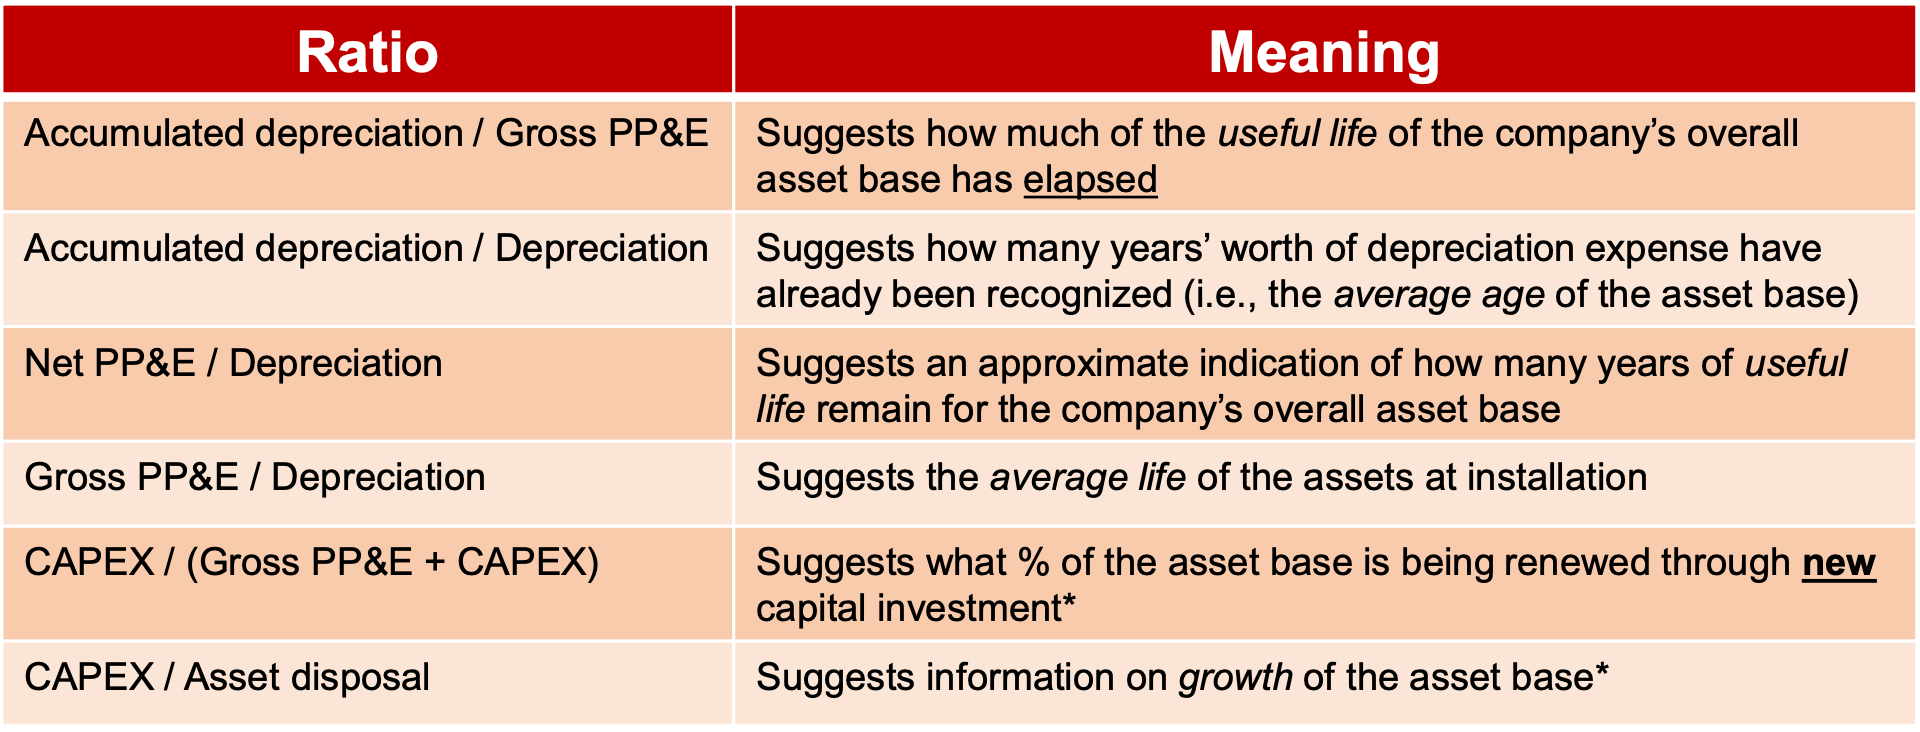 Ratio
Meaning
Accumulated depreciation / Gross PP&E
Suggests how much of the useful life of the company’s overall
asset base has elapsed
Accumulated depreciation / Depreciation
Suggests how many years’ worth of depreciation expense have
already been recognized (i.e., the average age of the asset base)
Net PP&E / Depreciation
Suggests an approximate indication of how many years of useful
life remain for the company’s overall asset base
Gross PP&E / Depreciation
Suggests the average life of the assets at installation
CAPEX / (Gross PP&E + CAPEX)
Suggests what % of the asset base is being renewed through new
capital investment*
CAPEX / Asset disposal
Suggests information on growth of the asset base*